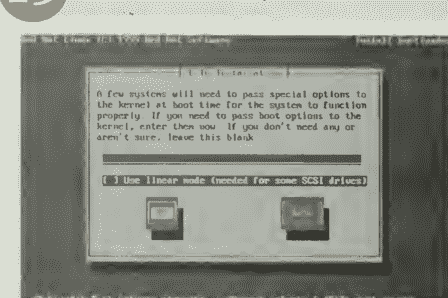 A few systems will need to pass special options to
the kernel at boot time for the system to function
properly. If you need to pass boot options to the
kernel, enter them now. If you don't need any or
aren't sure, leave this blank
[ ] Use linear mode (needed for some SCSI drives)